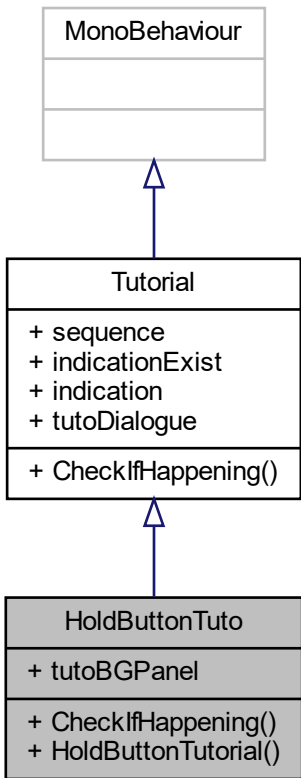 MonoBehaviour
Tutorial
+ sequence
+ indicationExist
+ indication
+ tutoDialogue
+ CheckIfHappening()
HoldButtonTuto
+ tutoBGPanel
+ CheckIfHappening()
+ HoldButtonTutorial()